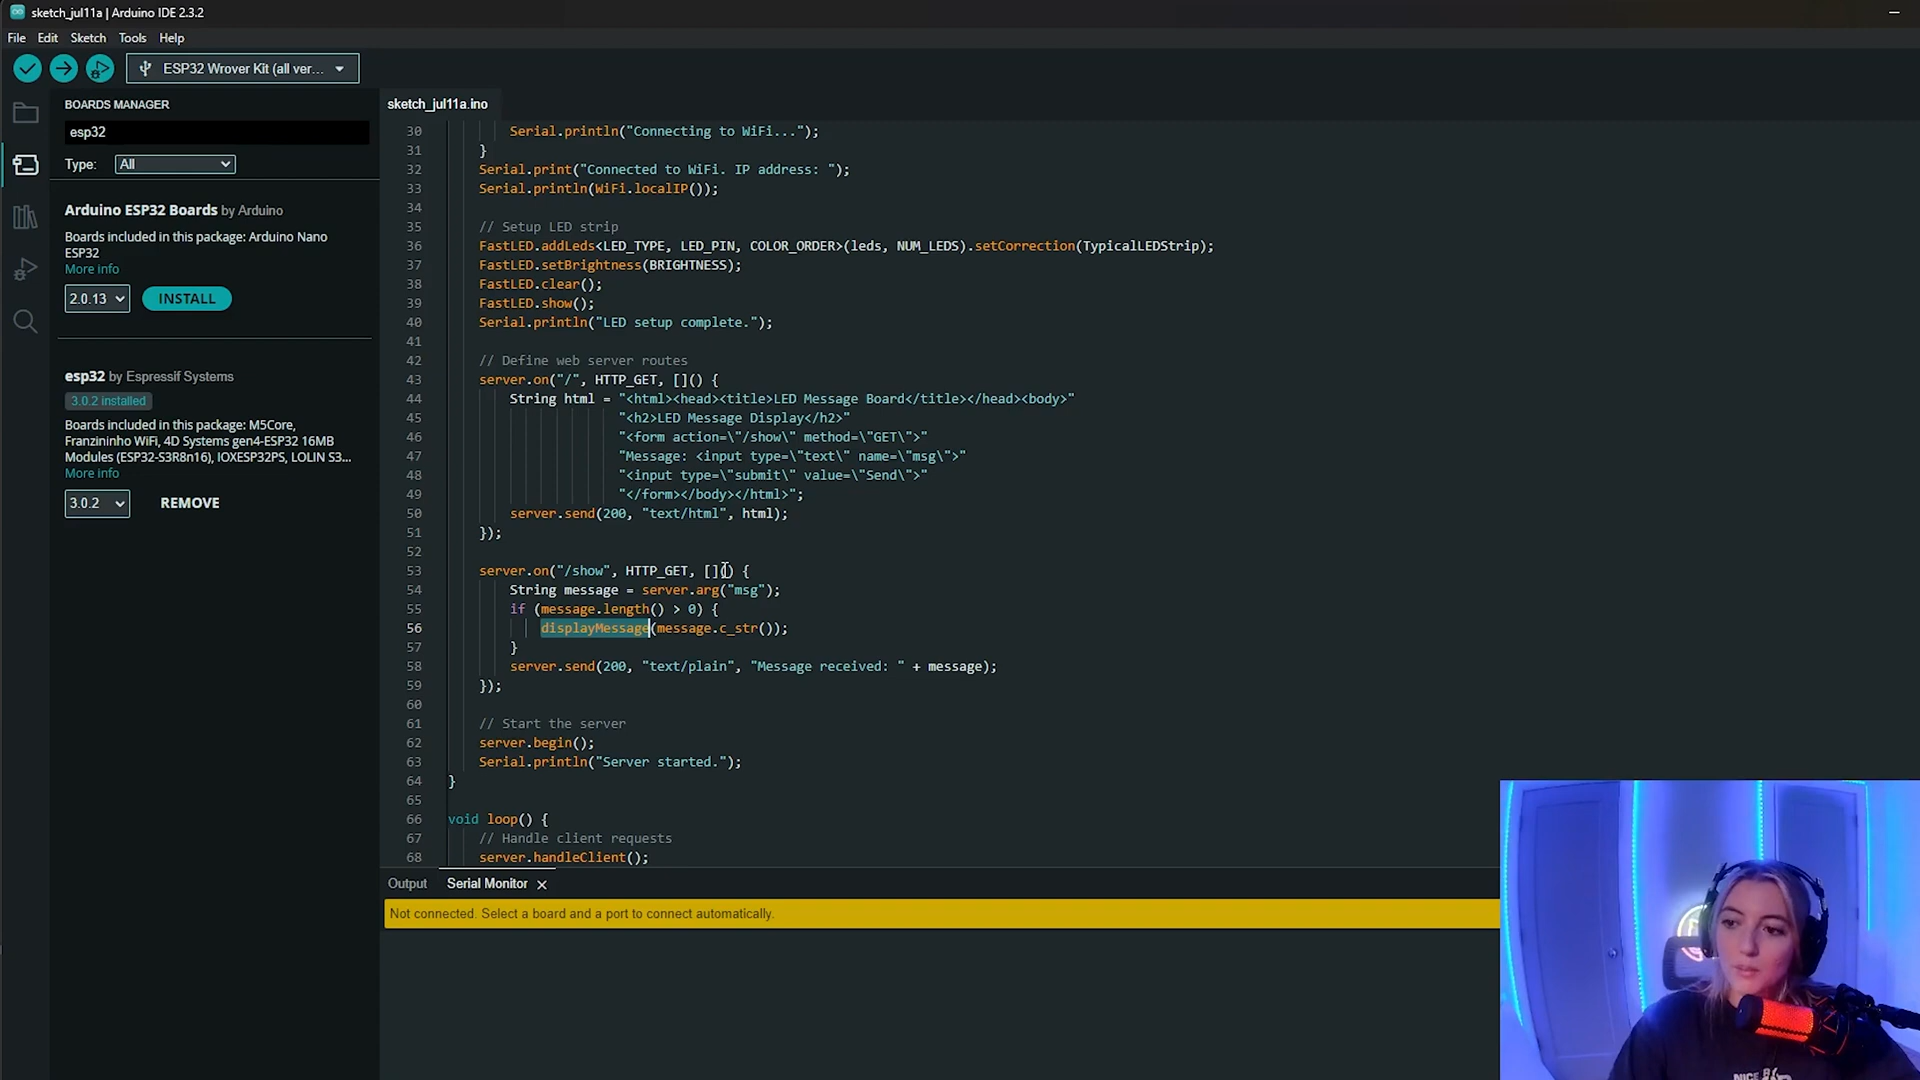 sketch_jul11a | Arduino IDE 2.3.2
File Edit Sketch Tools Help
ESP32 Wrover Kit (all ver...
BOARDS MANAGER
esp32
Type: All
Arduino ESP32 Boards by Arduino
Boards included in this package: Arduino Nano
ESP32
More info
2.0.13 INSTALL
esp32 by Espressif Systems
3.0.2 installed
Boards included in this package: M5Core,
Franzininho WiFi, 4D Systems gen4-ESP32 16MB
Modules (ESP32-S3R8n16), IOXESP32PS, LOLIN S3...
More info
3.0.2 REMOVE
sketch_jul11a.ino
30 Serial.println("Connecting to WiFi...");
31 }
32 Serial.print("Connected to WiFi. IP address: ");
33 Serial.println(WiFi.localIP());
34
35 // Setup LED strip
36 FastLED.addLeds<LED_TYPE, LED_PIN, COLOR_ORDER>(leds, NUM_LEDS).setCorrection(TypicalLEDStrip);
37 FastLED.setBrightness(BRIGHTNESS);
38 FastLED.clear();
39 FastLED.show();
40 Serial.println("LED setup complete.");
41
42 // Define web server routes
43 server.on("/", HTTP_GET, []() {
44 String html = "<html><head><title>LED Message Board</title></head><body>"
45 "<h2>LED Message Display</h2>"
46 "<form action=\"/show\" method=\"GET\">"
47 "Message: <input type=\"text\" name=\"msg\">"
48 "<input type=\"submit\" value=\"Send\">"
49 "</form></body></html>";
50 server.send(200, "text/html", html);
51 });
52
53 server.on("/show", HTTP_GET, []() {
54 String message = server.arg("msg");
55 if (message.length() > 0) {
56 displayMessage(message.c_str());
57 }
58 server.send(200, "text/plain", "Message received: " + message);
59 });
60
61 // Start the server
62 server.begin();
63 Serial.println("Server started.");
64 }
65
66 void loop() {
67 // Handle client requests
68 server.handleClient();
Output Serial Monitor
Not connected. Select a board and a port to connect automatically.